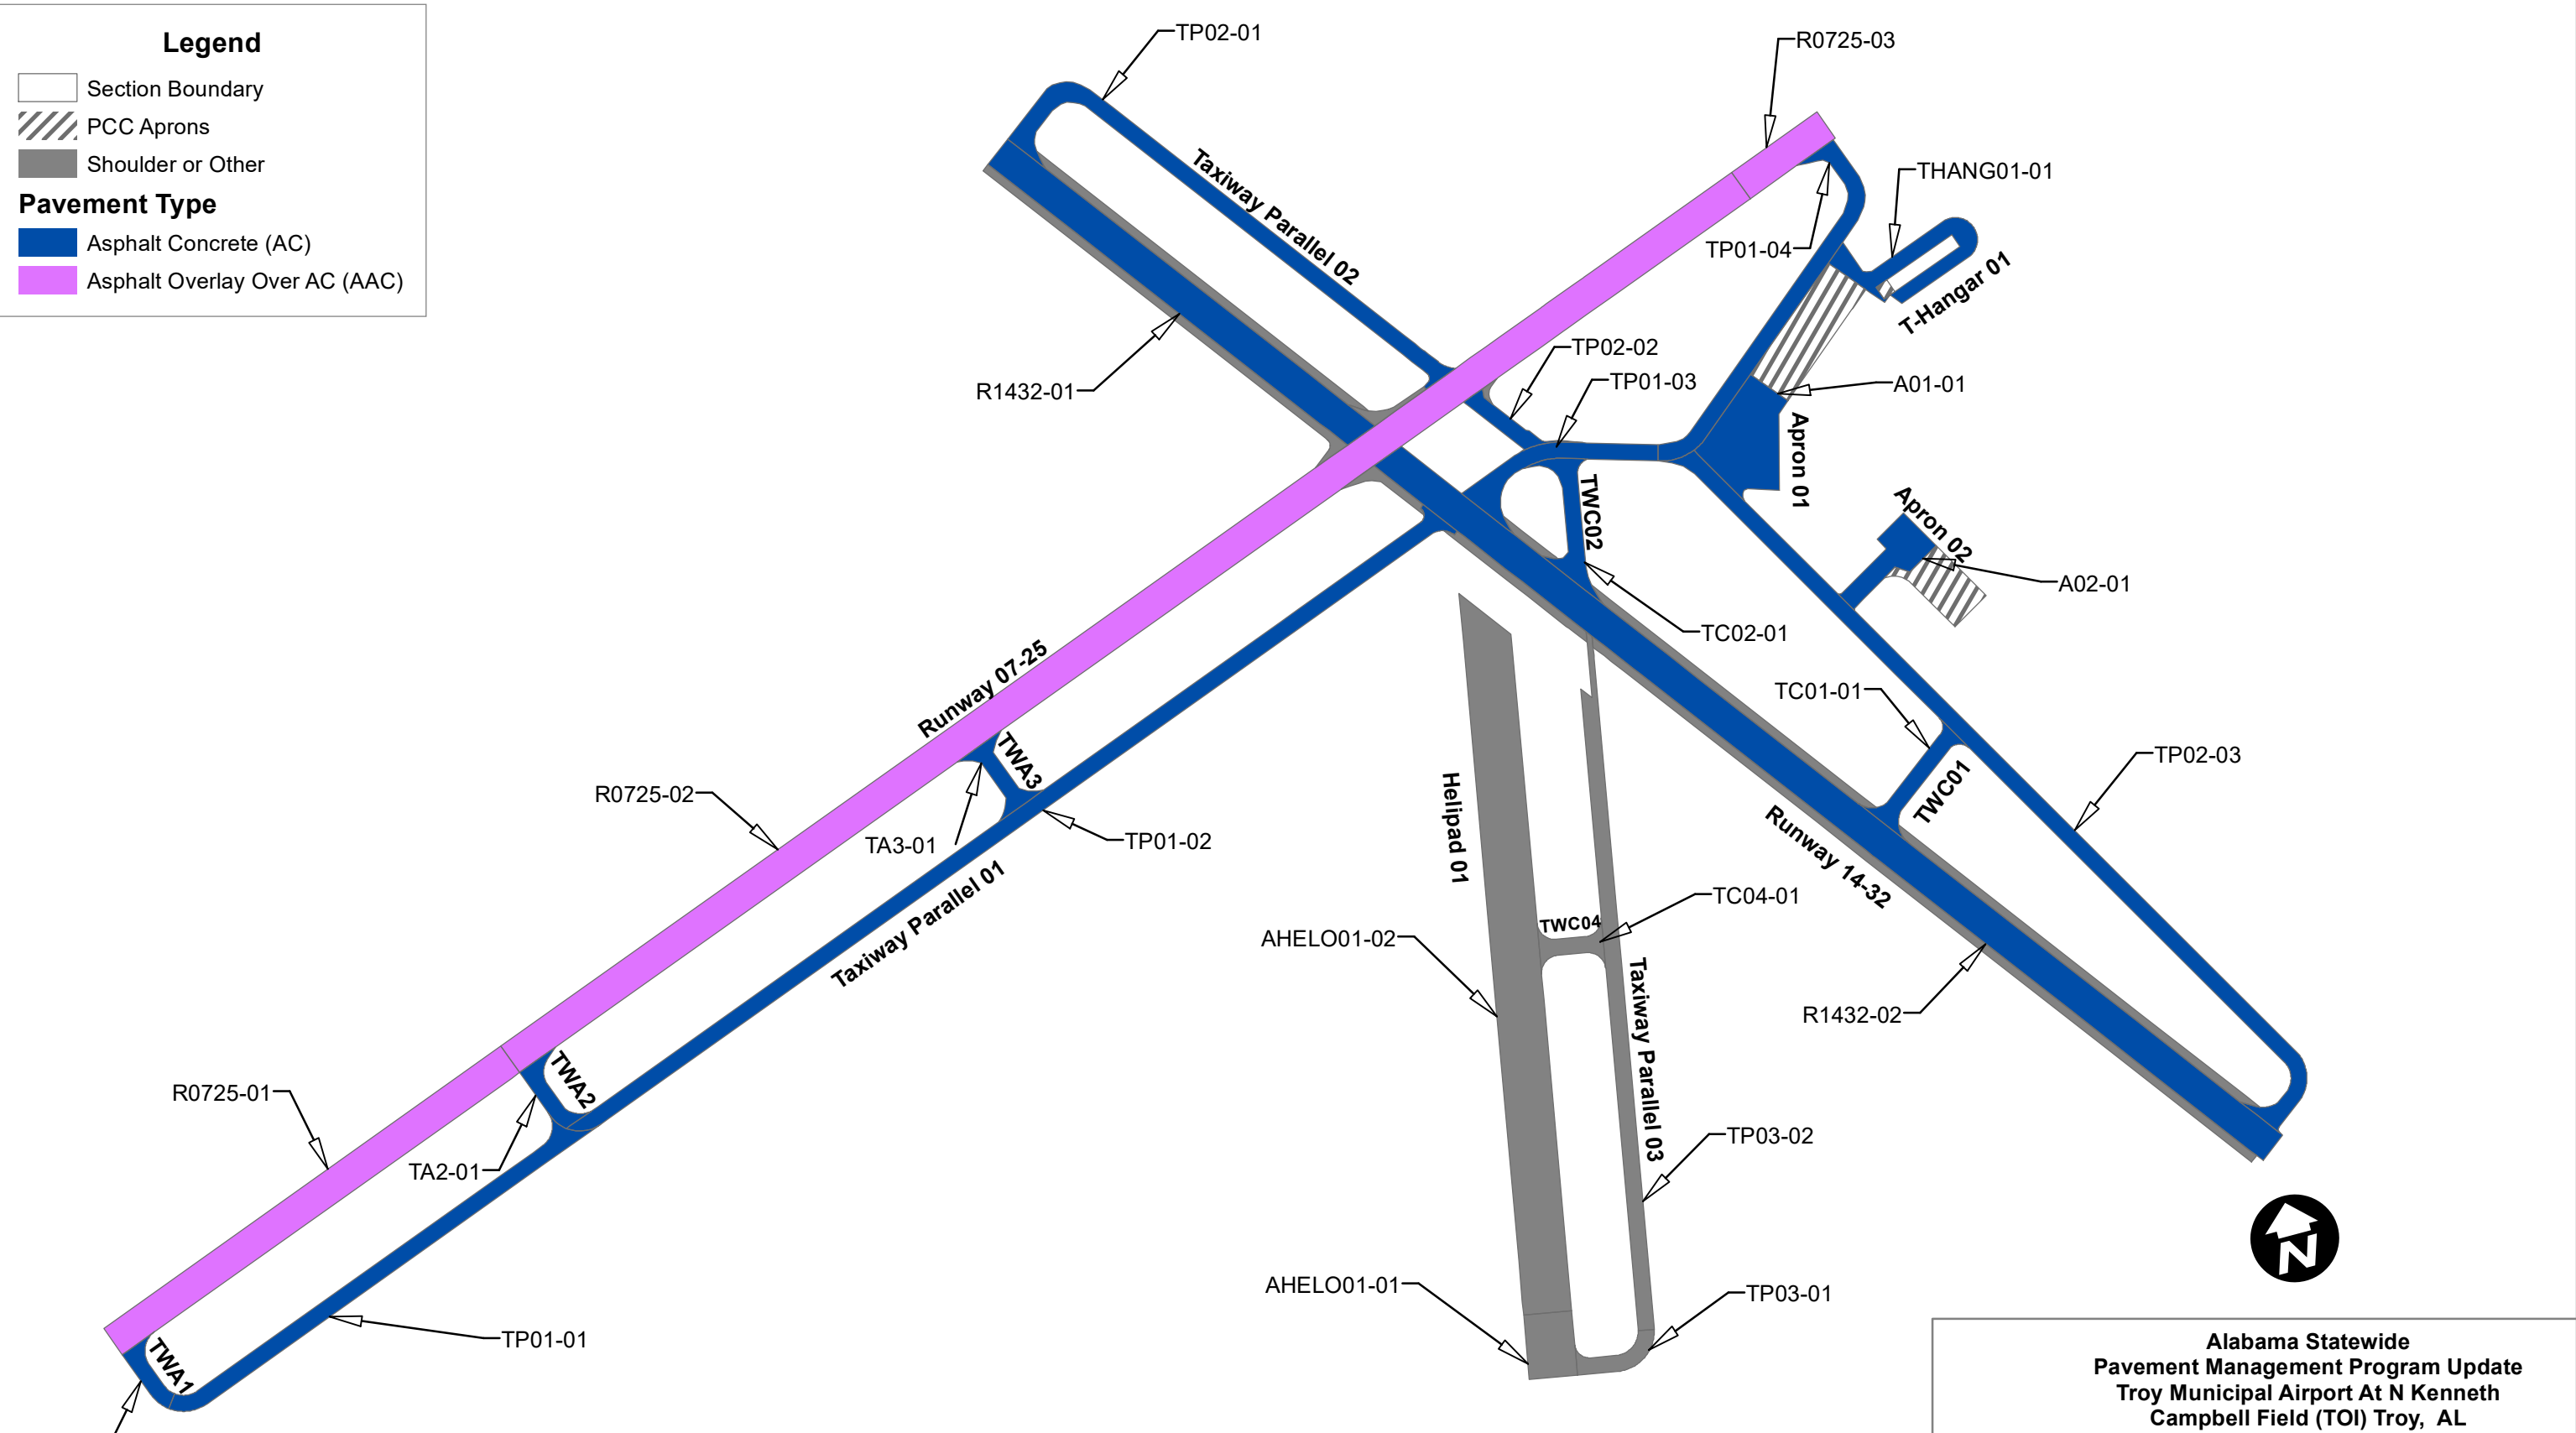 Legend
Section Boundary
PCC Aprons
Shoulder or Other
Pavement Type
Asphalt Concrete (AC)
Asphalt Overlay Over AC (AAC)
TP02-01
R0725-03
Taxiway Parallel 02
THANG01-01
TP01-04
T-Hangar 01
R1432-01
TP02-02
TP01-03
A01-01
Apron 01
TWC02
Apron 02
A02-01
TC02-01
Runway 07-25
TC01-01
TP02-03
TWA3
R0725-02
TA3-01
TP01-02
Helipad 01
TWC01
Runway 14-32
Taxiway Parallel 01
TC04-01
TWC04
AHELO01-02
Taxiway Parallel 03
R1432-02
TWA2
R0725-01
TA2-01
TP03-02
N
AHELO01-01
TP03-01
TP01-01
TWA1
Alabama Statewide
Pavement Management Program Update
Troy Municipal Airport At N Kenneth
Campbell Field (TOI) Troy, AL